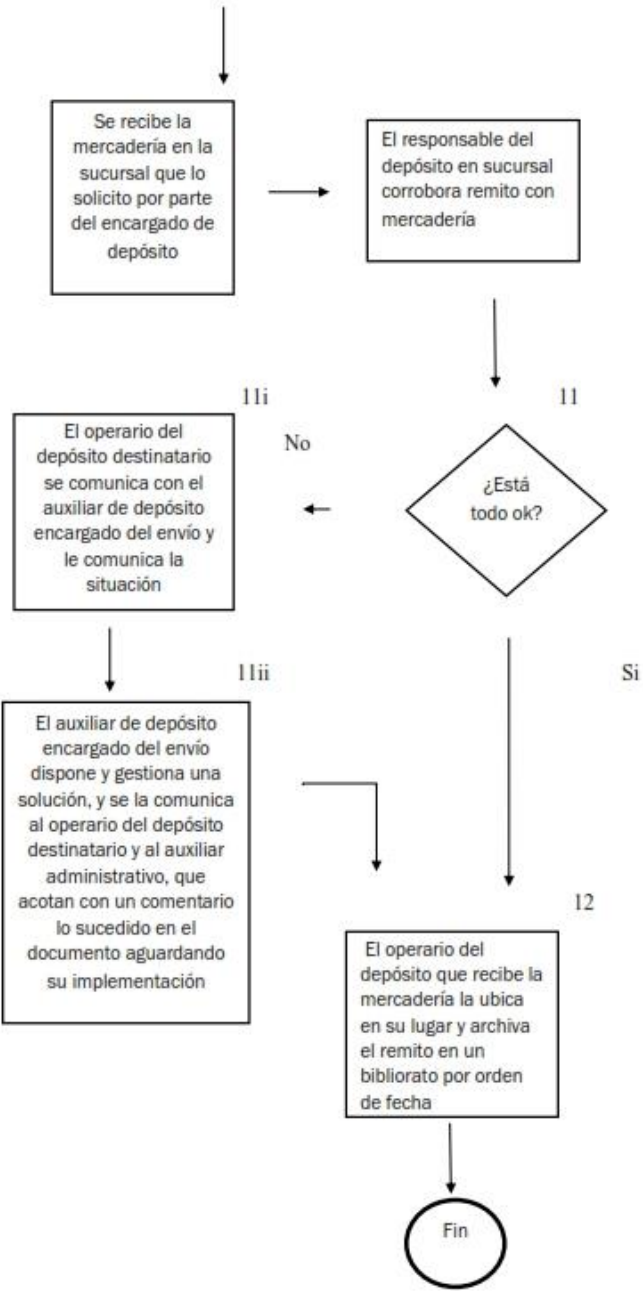 Se recibe la
mercadería en la
sucursal que lo
solicito por parte
del encargado de
depósito
El responsable del
depósito en sucursal
corrobora remito con
mercadería
11i
11
El operario del
depósito destinatario
se comunica con el
auxiliar de depósito
encargado del envío y
le comunica la
situación
No
¿Está
todo ok?
11ii
Si
El auxiliar de depósito
encargado del envío
dispone y gestiona una
solución, y se la comunica
al operario del depósito
destinatario y al auxiliar
administrativo, que
acotan con un comentario
lo sucedido en el
documento aguardando
su implementación
12
El operario del
depósito que recibe la
mercadería la ubica
en su lugar y archiva
el remito en un
bibliorato por orden
de fecha
Fin